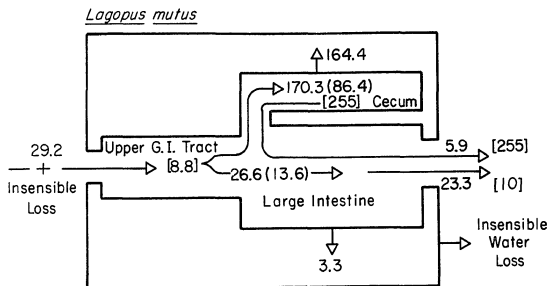 Lagopus mutus
164.4
170.3 (86.4)
[255] Cecum
29.2
Upper G.I. Tract
5.9 [255]
[8.8]
+
26.6 (13.6)
Insensible
Loss
23.3 [10]
Large Intestine
Insensible
Water
Loss
3.3